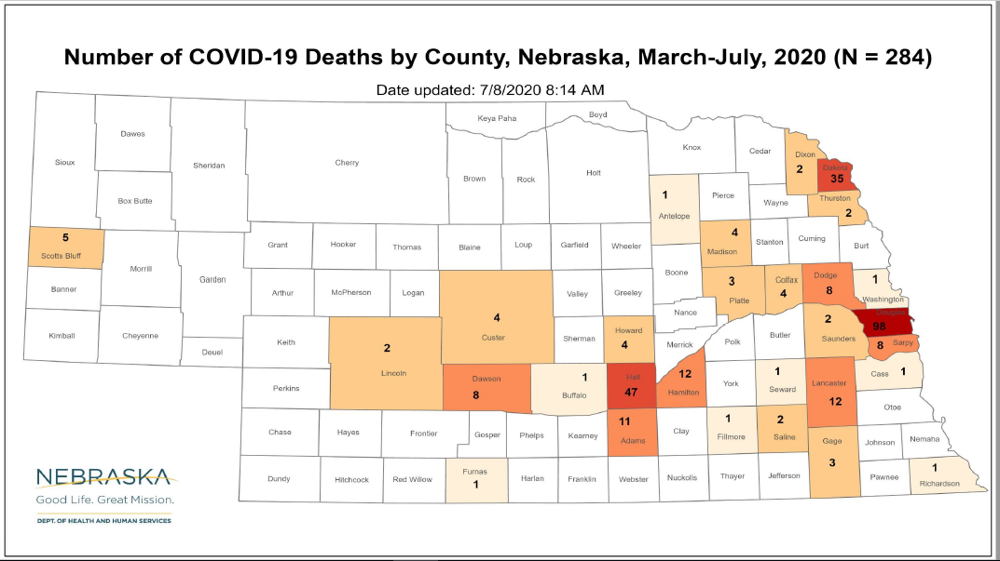 Number of COVID-19 Deaths by County, Nebraska, March-July, 2020 (N = 284)
Date updated: 7/8/2020 8:14 AM
Sioux
Dawes
Box Butte
Sheridan
Cherry
Keya Paha
Boyd
Brown
Rock
Holt
Knox
Cedar
Dixon
2
Dakota
35
Thurston
2
1
Antelope
Pierce
Wayne
5
Scotts Bluff
Banner
Kimball
Morrill
Cheyenne
Garden
Deuel
Grant
Hooker
Thomas
Blaine
Loup
Garfield
Wheeler
4
Madison
Stanton
Cuming
Burt
Arthur
McPherson
Logan
4
Custer
Valley
Greeley
Boone
Nance
3
Platte
Colfax
4
Dodge
8
1
Washington
Douglas
98
8 Sarpy
Keith
2
Lincoln
Sherman
Howard
4
Merrick
Polk
Butler
2
Saunders
Perkins
Dawson
8
1
Buffalo
Hall
47
12
Hamilton
York
1
Seward
Lancaster
12
Cass 1
Otoe
Chase
Hayes
Frontier
Gosper
Phelps
Kearney
11
Adams
Clay
1
Fillmore
2
Saline
Gage
3
Johnson
Nemaha
Dundy
Hitchcock
Red Willow
Furnas
1
Harlan
Franklin
Webster
Nuckolls
Thayer
Jefferson
Pawnee
1
Richardson
NEBRASKA
Good Life. Great Mission.
DEPT. OF HEALTH AND HUMAN SERVICES